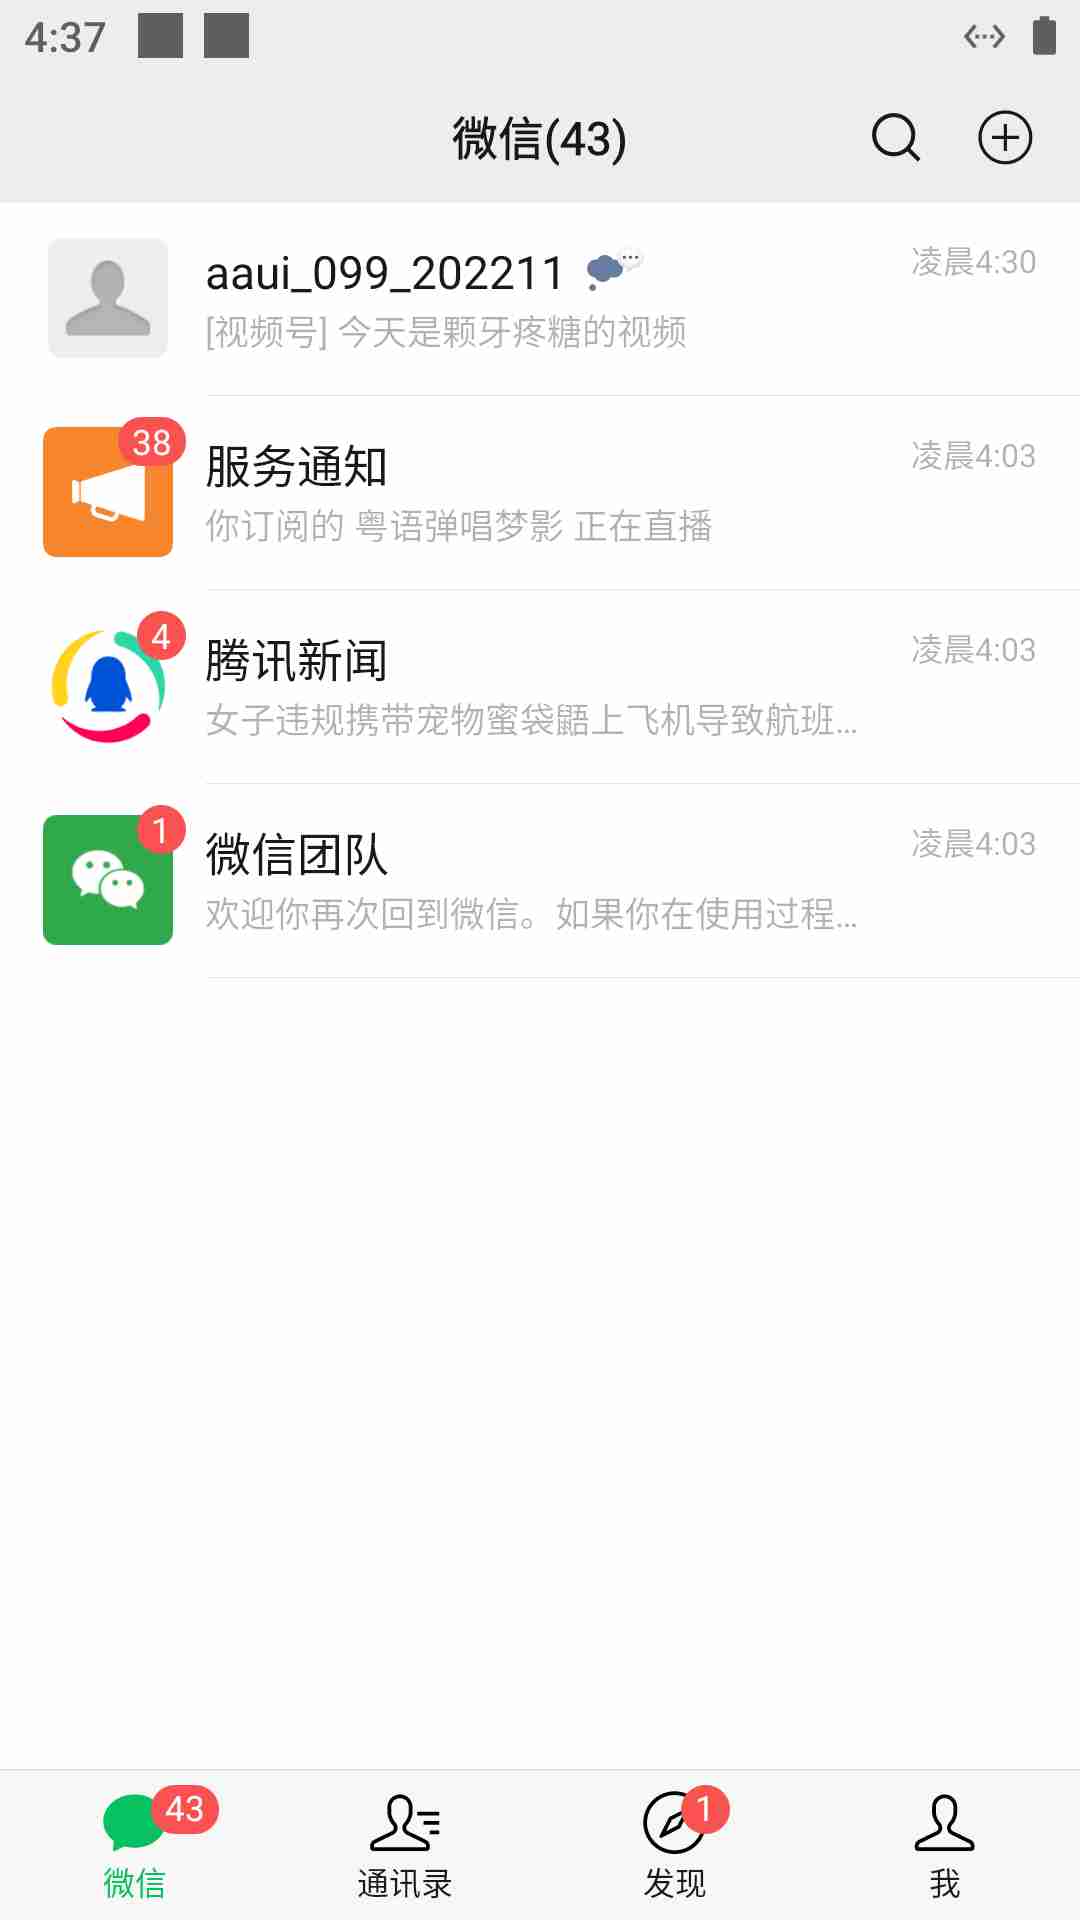 4:37
微信(43)
aaui_099_202211
凌晨4:30
[视频号] 今天是颗牙疼糖的视频
38
服务通知
凌晨4:03
你订阅的 粤语弹唱梦影 正在直播
4
腾讯新闻
凌晨4:03
女子违规携带宠物蜜袋鼯上飞机导致航班...
1
微信团队
凌晨4:03
欢迎你再次回到微信。如果你在使用过程...
43
1
微信
通讯录
发现
我